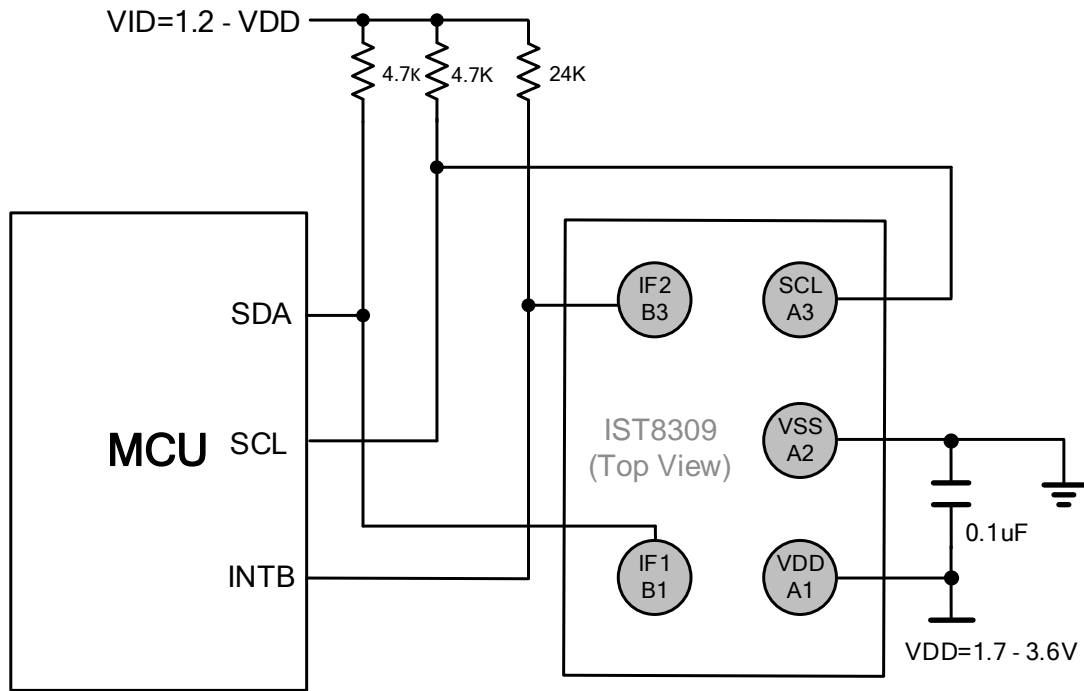 VID=1.2 - VDD
4.7K
4.7K
24K
MCU
SDA
SCL
INTB
IF2
B3
SCL
A3
IST8309
(Top View)
VSS
A2
IF1
B1
VDD
A1
0.1uF
VDD=1.7 - 3.6V